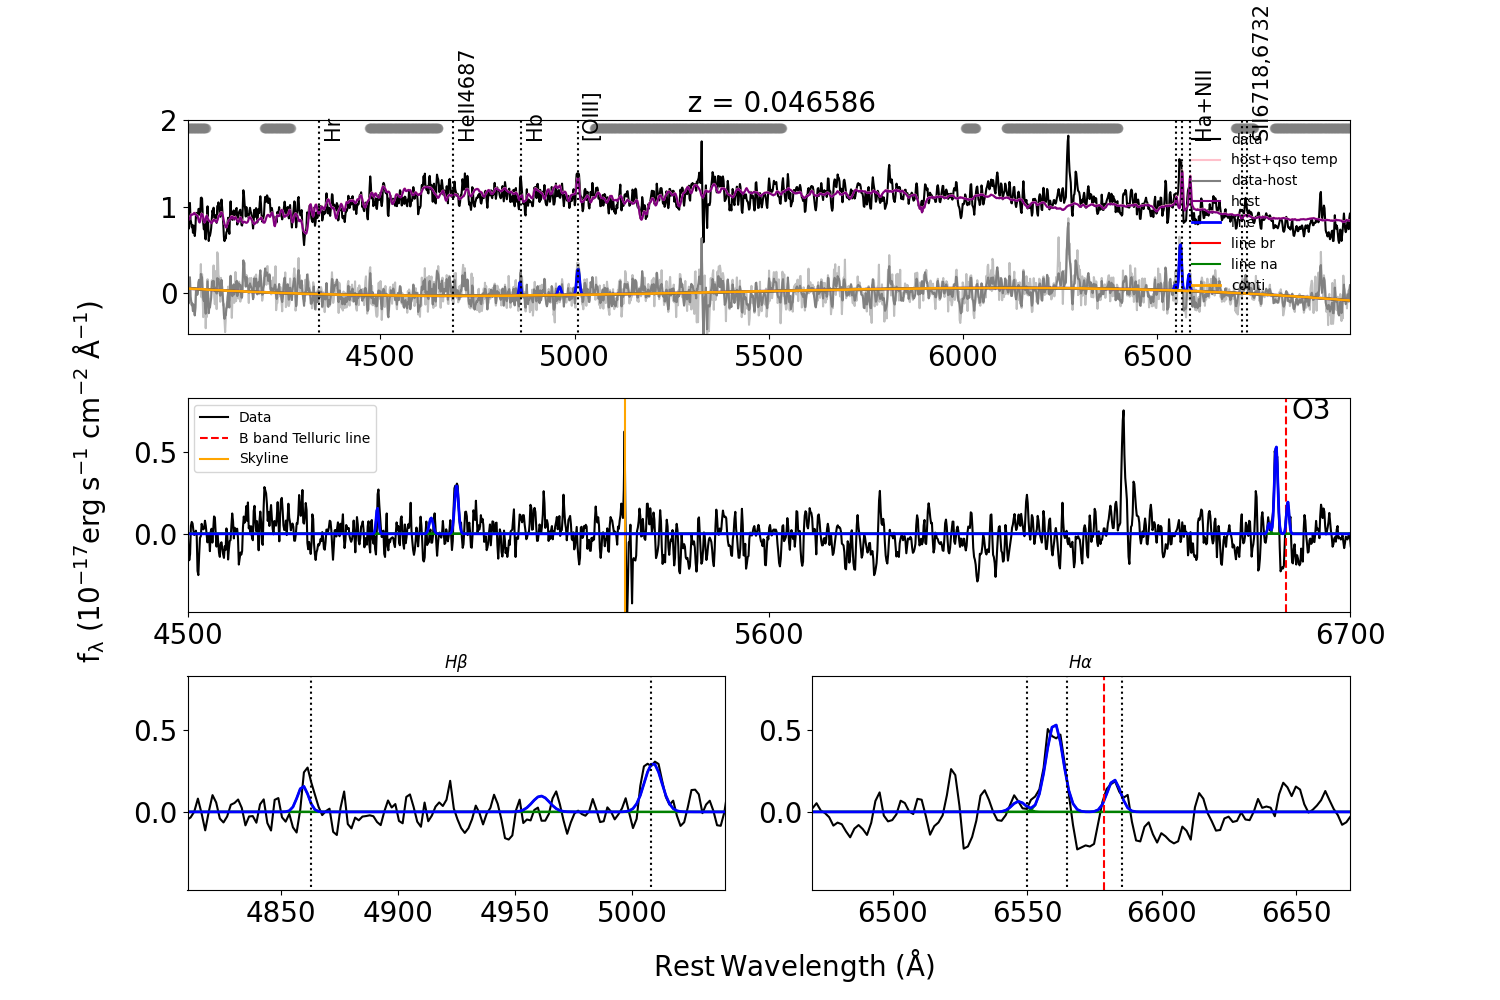 z = 0.046586
Hr
HeII4687
Hb
[OIII]
Ha+NII
SII6718,6732
data
host+qso temp
data-host
host
line
line br
line na
conti
2
1
0
4500
5000
5500
6000
6500
f_λ (10^−17 erg s^−1 cm^−2 Å^−1)
Data
B band Telluric line
Skyline
O3
0.5
0.0
4500
5600
6700
Hβ
0.5
0.0
4850
4900
4950
5000
Hα
0.5
0.0
6500
6550
6600
6650
Rest Wavelength (Å)